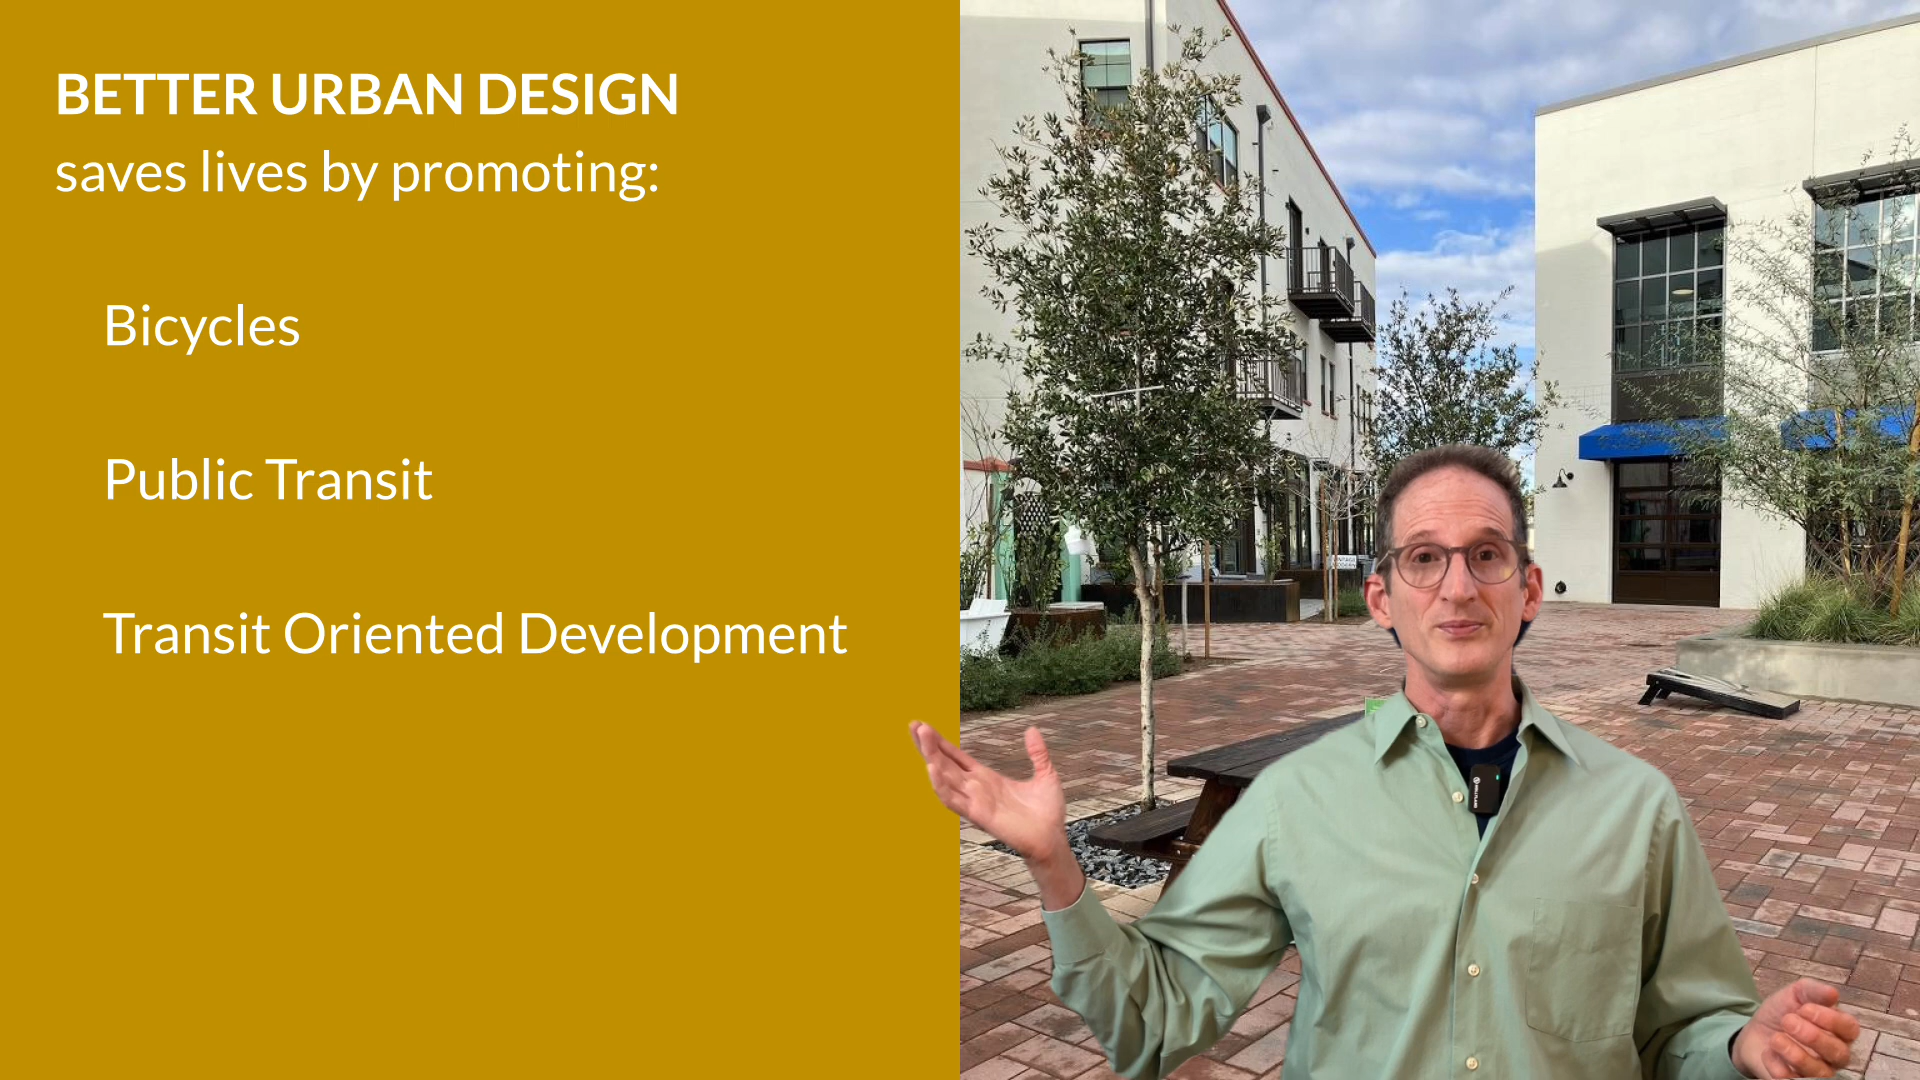 BETTER URBAN DESIGN
saves lives by promoting:
Bicycles
Public Transit
Transit Oriented Development